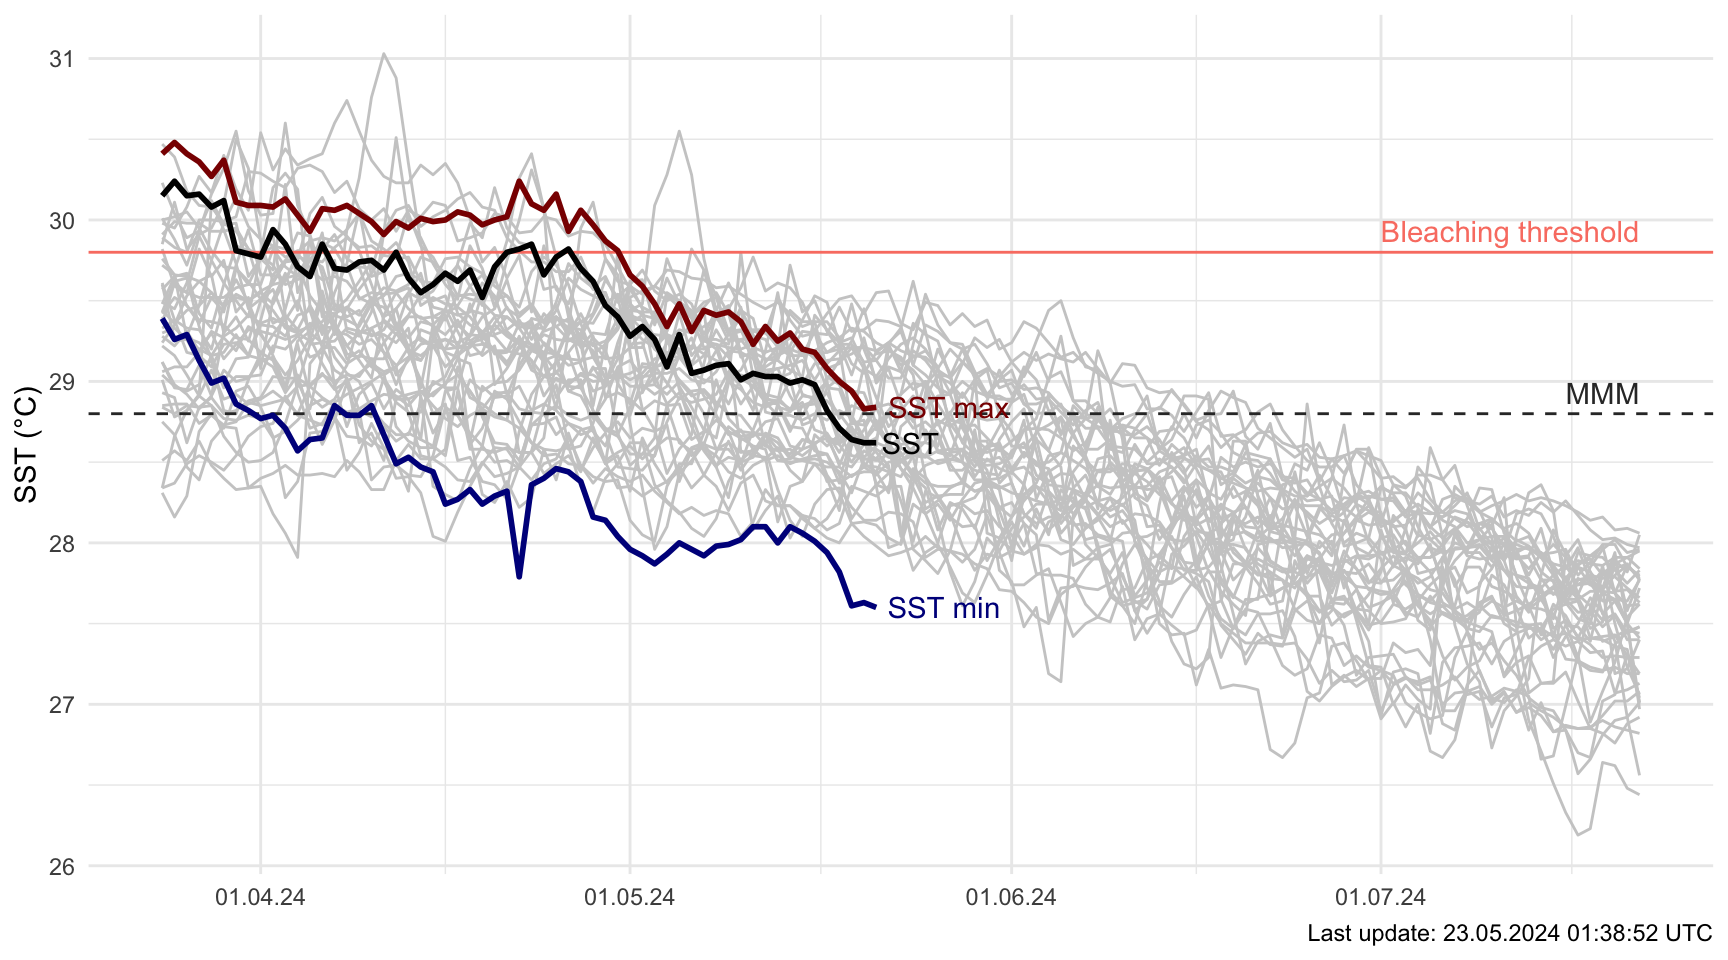 31
30
29
28
27
26
SST (°C)
Bleaching threshold
MMM
SST max
SST
SST min
01.04.24
01.05.24
01.06.24
01.07.24
Last update: 23.05.2024 01:38:52 UTC